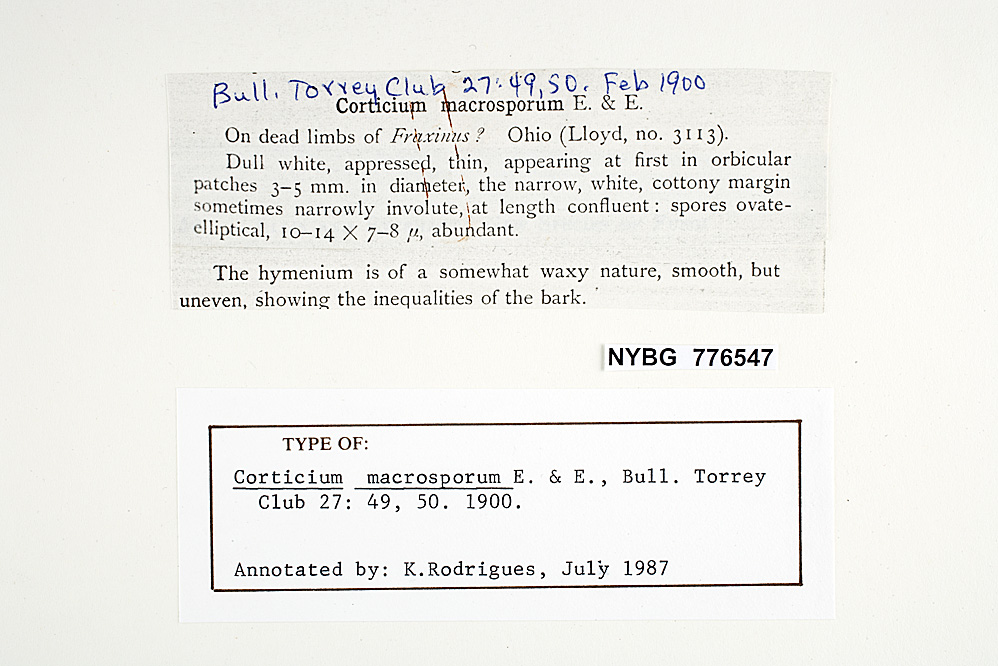 Bull. Torrey Club 27:49,50. Feb 1900
Corticium macrosporum E. & E.
On dead limbs of Fraxinus? Ohio (Lloyd, no. 3113).
Dull white, appressed, thin, appearing at first in orbicular
patches 3–5 mm. in diameter, the narrow, white, cottony margin
sometimes narrowly involute, at length confluent: spores ovate-
elliptical, 10–14 X 7–8 µ, abundant.
The hymenium is of a somewhat waxy nature, smooth, but
uneven, showing the inequalities of the bark.
NYBG 776547
TYPE OF:
Corticium macrosporum E. & E., Bull. Torrey
Club 27: 49, 50. 1900.
Annotated by: K.Rodrigues, July 1987